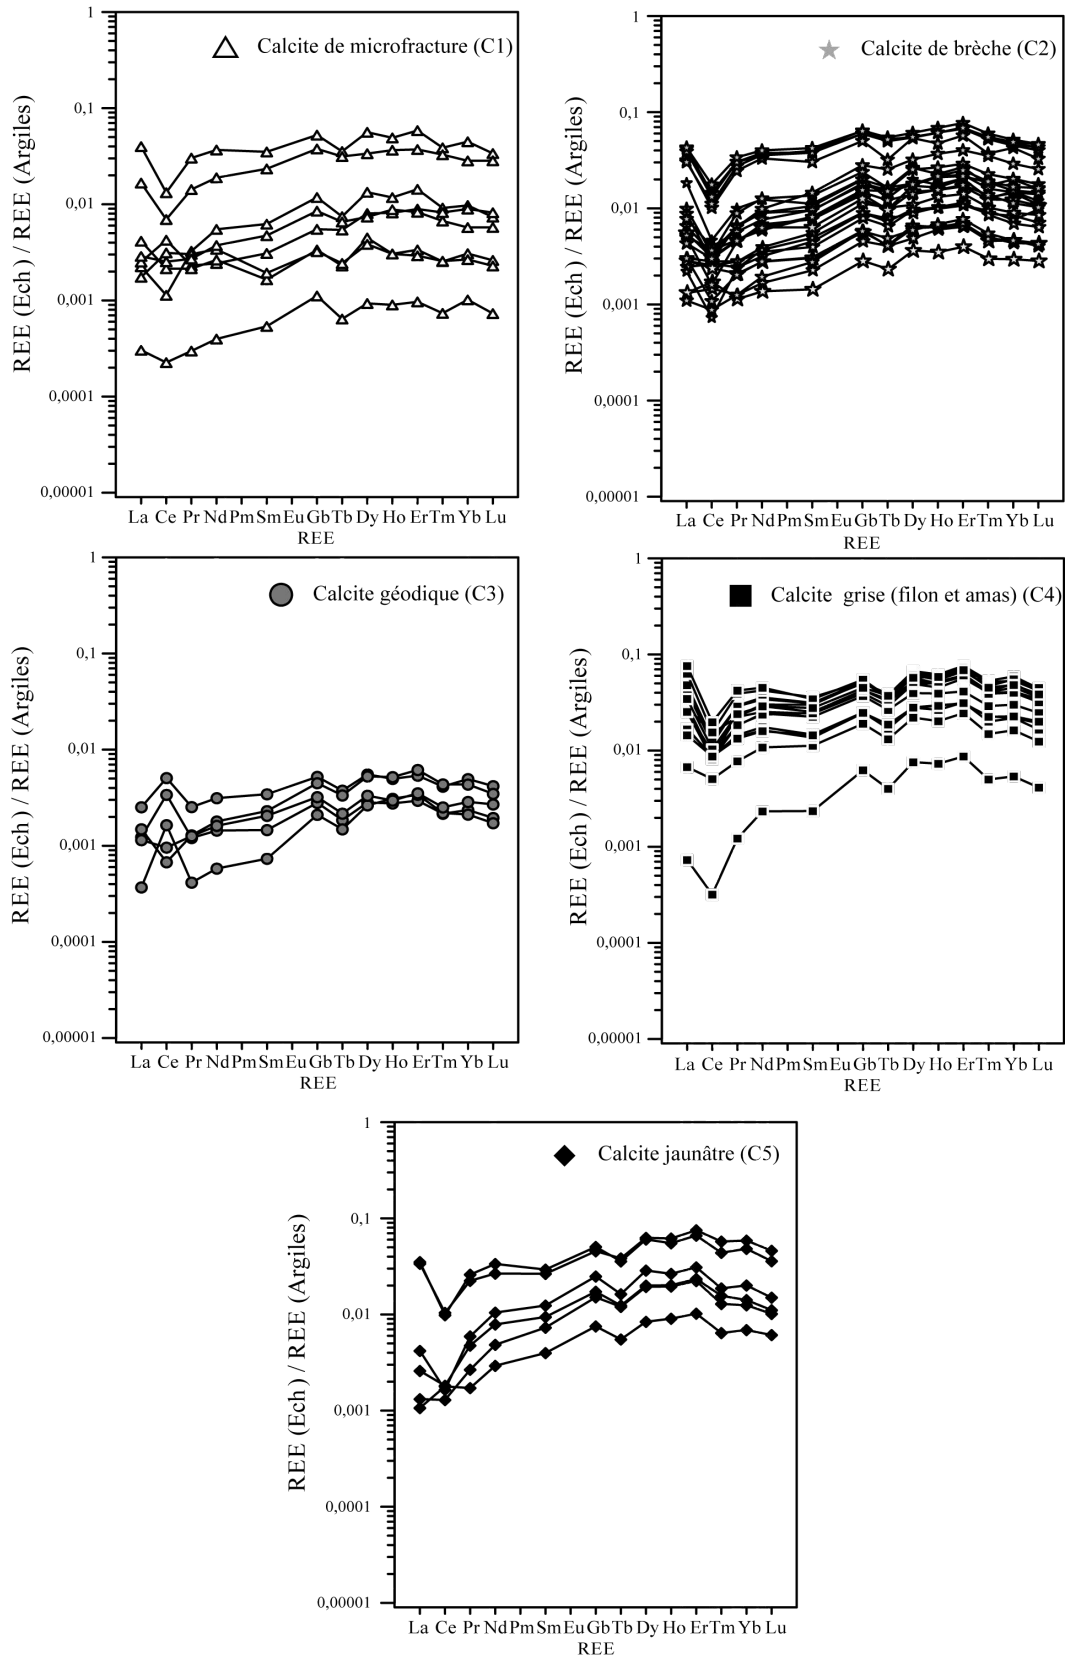 Calcite de microfracture (C1)
REE (Ech ) / REE (Argiles)
1
0,1
0,01
0,001
0,0001
0,00001
La Ce Pr Nd Pm Sm Eu Gb Tb Dy Ho Er Tm Yb Lu
REE
Calcite de brèche (C2)
REE (Ech ) / REE (Argiles)
1
0,1
0,01
0,001
0,0001
0,00001
La Ce Pr Nd Pm Sm Eu Gb Tb Dy Ho Er Tm Yb Lu
REE
Calcite géodique (C3)
REE (Ech ) / REE (Argiles)
1
0,1
0,01
0,001
0,0001
0,00001
La Ce Pr Nd Pm Sm Eu Gb Tb Dy Ho Er Tm Yb Lu
REE
Calcite grise (filon et amas) (C4)
REE (Ech ) / REE (Argiles)
1
0,1
0,01
0,001
0,0001
0,00001
La Ce Pr Nd Pm Sm Eu Gb Tb Dy Ho Er Tm Yb Lu
REE
Calcite jaunâtre (C5)
REE (Ech ) / REE (Argiles)
1
0,1
0,01
0,001
0,0001
0,00001
La Ce Pr Nd Pm Sm Eu Gb Tb Dy Ho Er Tm Yb Lu
REE